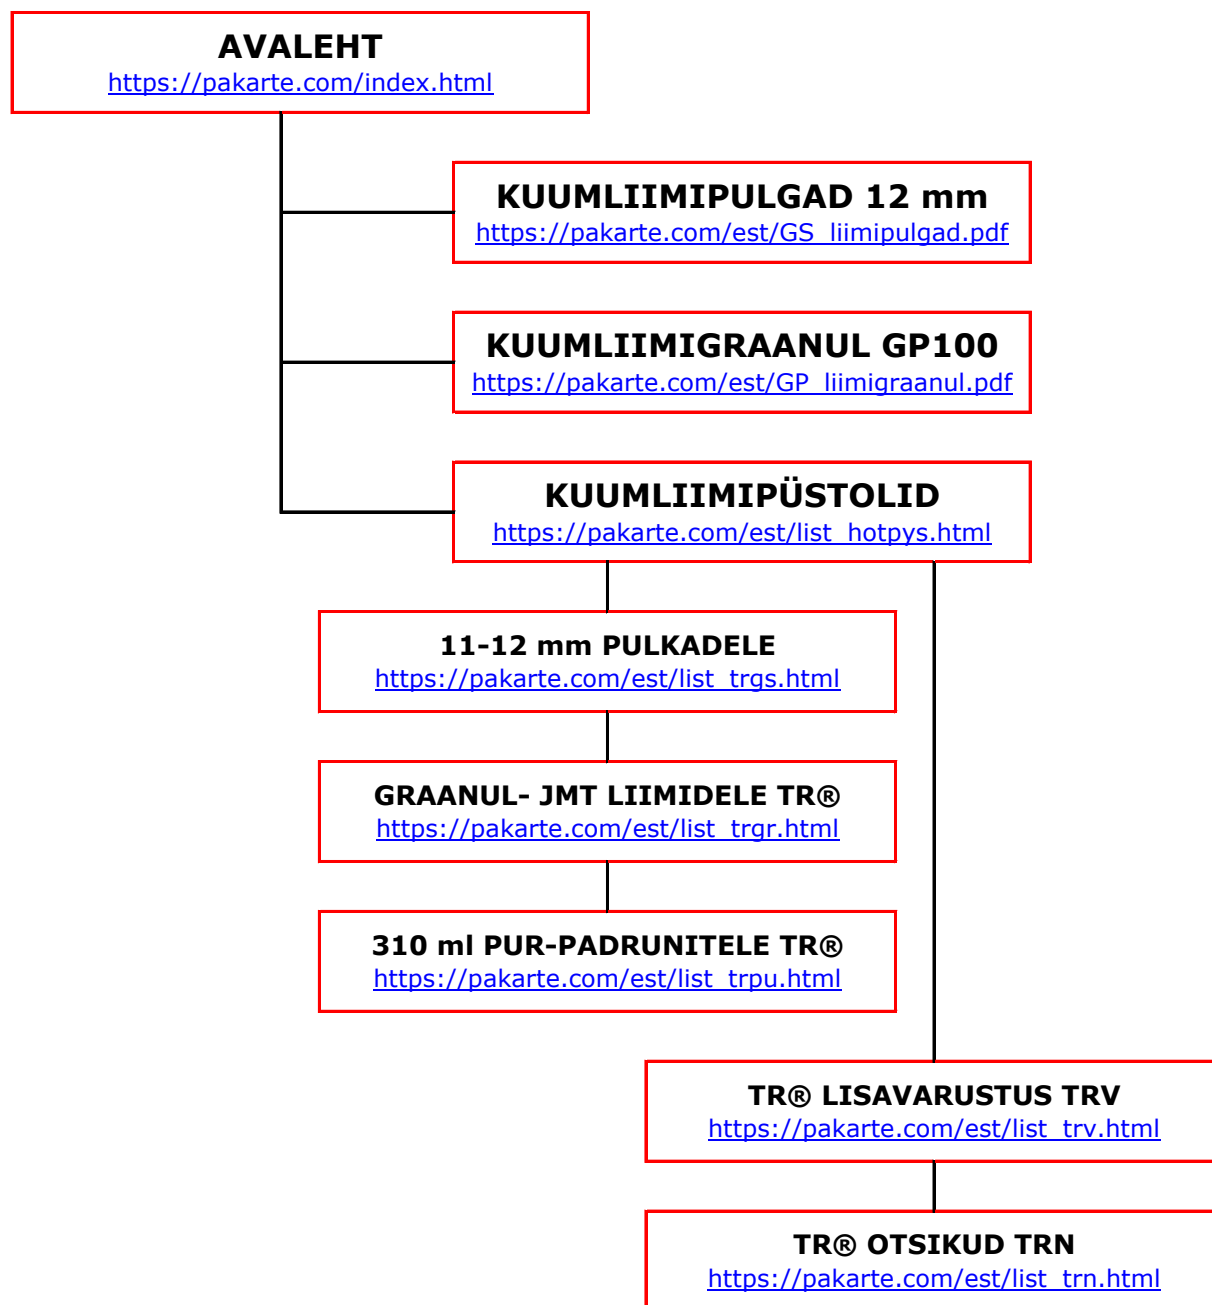 AVALEHT
https://pakarte.com/index.html
KUUMLIIMIPULGAD 12 mm
https://pakarte.com/est/GS_liimipulgad.pdf
KUUMLIIMIGRAANUL GP100
https://pakarte.com/est/GP_liimigraanul.pdf
KUUMLIIMIPÜSTOLID
https://pakarte.com/est/list_hotpys.html
11-12 mm PULKADELE
https://pakarte.com/est/list_trgs.html
GRAANUL- JMT LIIMIDELE TR®
https://pakarte.com/est/list_trgr.html
310 ml PUR-PADRUNITELE TR®
https://pakarte.com/est/list_trpu.html
TR® LISAVARUSTUS TRV
https://pakarte.com/est/list_trv.html
TR® OTSIKUD TRN
https://pakarte.com/est/list_trn.html